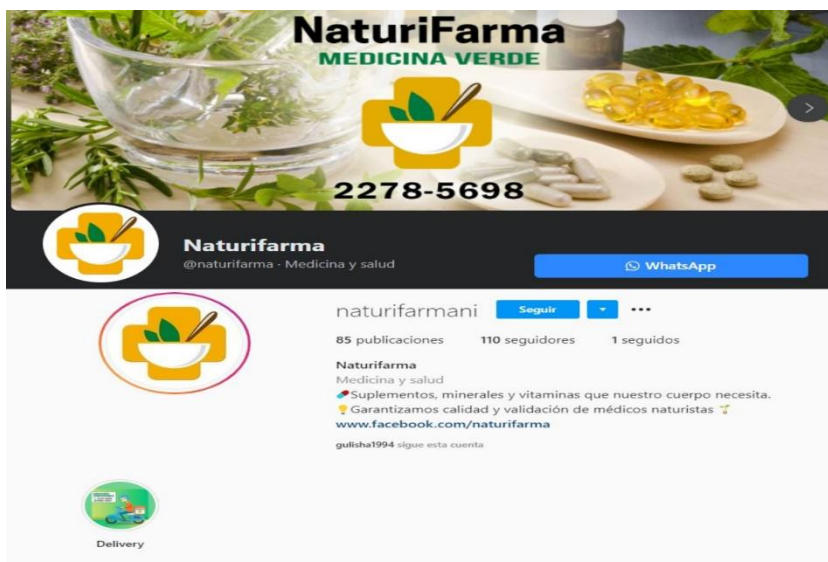 NaturiFarma
MEDICINA VERDE
2278-5698
Naturifarma
@naturifarma · Medicina y salud
WhatsApp
naturifarmani Seguir
85 publicaciones 110 seguidores 1 seguidos
Naturifarma
Medicina y salud
💊Suplementos, minerales y vitaminas que nuestro cuerpo necesita.
💡Garantizamos calidad y validación de médicos naturistas 🌱
www.facebook.com/naturifarma
gulisha1994 sigue esta cuenta
Delivery